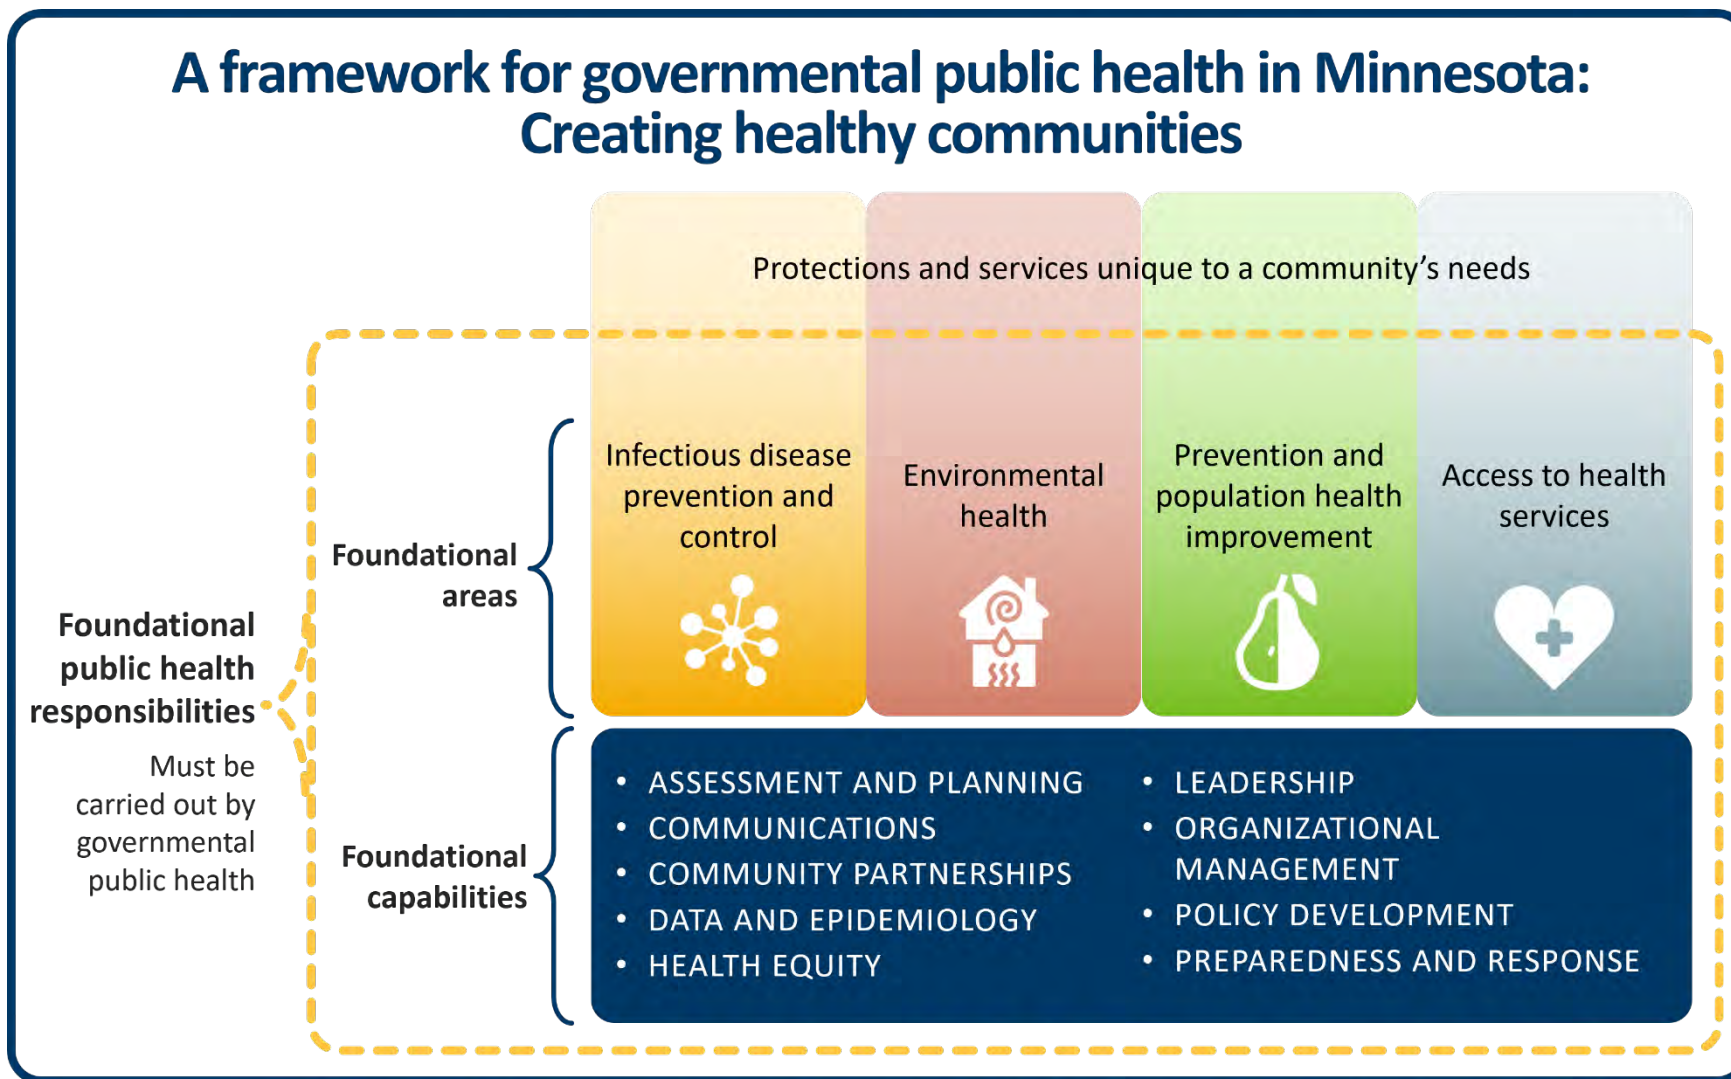 A framework for governmental public health in Minnesota:
Creating healthy communities
Protections and services unique to a community’s needs
Foundational
public health
responsibilities
Must be
carried out by
governmental
public health
Foundational
areas
Infectious disease
prevention and
control
Environmental
health
Prevention and
population health
improvement
Access to health
services
Foundational
capabilities
• ASSESSMENT AND PLANNING
• COMMUNICATIONS
• COMMUNITY PARTNERSHIPS
• DATA AND EPIDEMIOLOGY
• HEALTH EQUITY
• LEADERSHIP
• ORGANIZATIONAL
MANAGEMENT
• POLICY DEVELOPMENT
• PREPAREDNESS AND RESPONSE